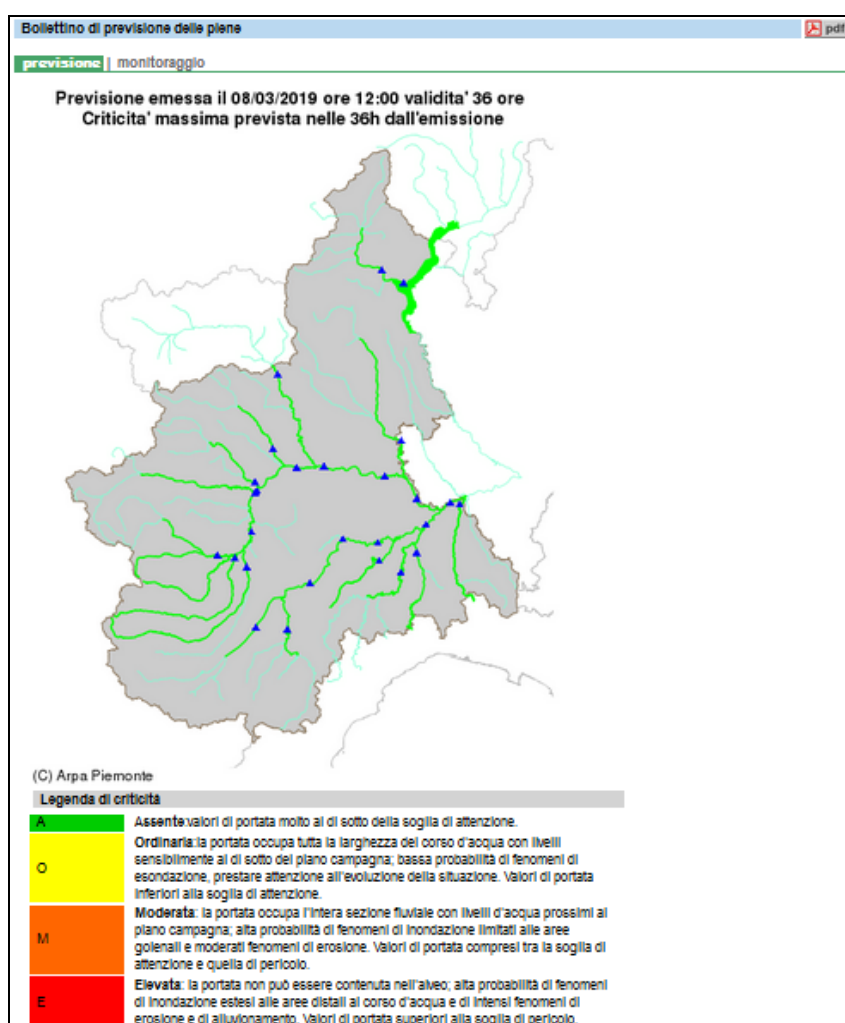 Bollettino di previsione delle piene
pdf
previsione | monitoraggio
Previsione emessa il 08/03/2019 ore 12:00 validita' 36 ore
Criticita' massima prevista nelle 36h dall'emissione
(C) Arpa Piemonte
Legenda di criticità
A
Assente:valori di portata molto al di sotto della soglia di attenzione.
O
Ordinaria:la portata occupa tutta la larghezza del corso d'acqua con livelli
sensibilmente al di sotto del piano campagna; bassa probabilità di fenomeni di
esondazione, prestare attenzione all'evoluzione della situazione. Valori di portata
inferiori alla soglia di attenzione.
M
Moderata: la portata occupa l'intera sezione fluviale con livelli d'acqua prossimi al
piano campagna; alta probabilità di fenomeni di inondazione limitati alle aree
golenali e moderati fenomeni di erosione. Valori di portata compresi tra la soglia di
attenzione e quella di pericolo.
E
Elevata: la portata non può essere contenuta nell'alveo; alta probabilità di fenomeni
di inondazione estesi alle aree distali al corso d'acqua e di intensi fenomeni di
erosione e di alluvionamento. Valori di portata superiori alla soglia di pericolo.